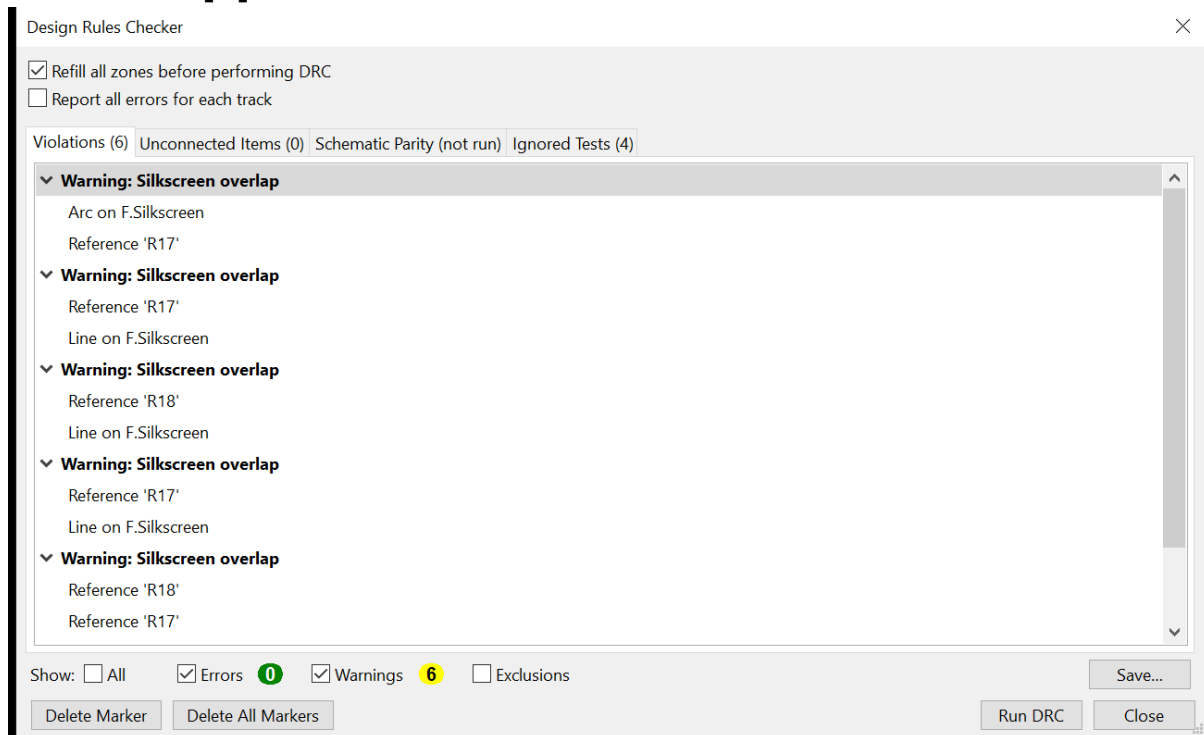 Design Rules Checker
Refill all zones before performing DRC
Report all errors for each track
Violations (6) Unconnected Items (0) Schematic Parity (not run) Ignored Tests (4)
Warning: Silkscreen overlap
Arc on F.Silkscreen
Reference 'R17'
Warning: Silkscreen overlap
Reference 'R17'
Line on F.Silkscreen
Warning: Silkscreen overlap
Reference 'R18'
Line on F.Silkscreen
Warning: Silkscreen overlap
Reference 'R17'
Line on F.Silkscreen
Warning: Silkscreen overlap
Reference 'R18'
Reference 'R17'
Show: All Errors 0 Warnings 6 Exclusions Save...
Delete Marker Delete All Markers Run DRC Close